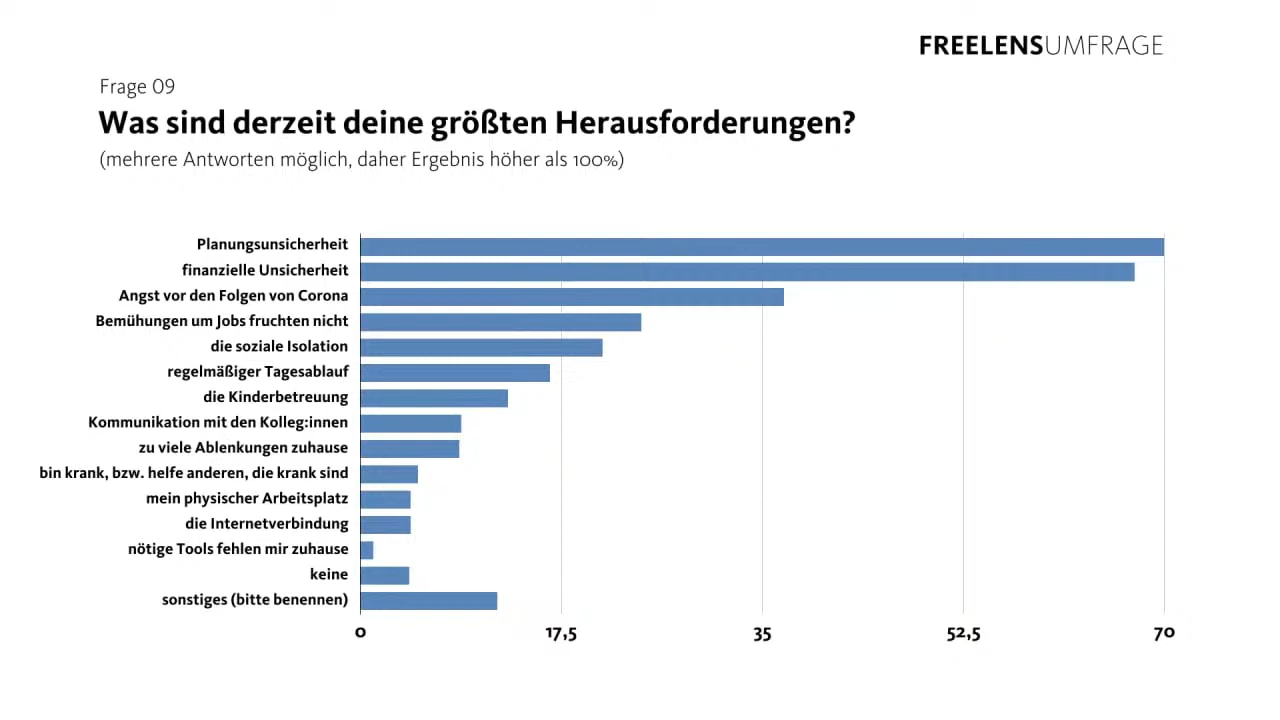 FREELENSUMFRAGE
Frage 09
Was sind derzeit deine größten Herausforderungen?
(mehrere Antworten möglich, daher Ergebnis höher als 100%)
Planungsunsicherheit
finanzielle Unsicherheit
Angst vor den Folgen von Corona
Bemühungen um Jobs fruchten nicht
die soziale Isolation
regelmäßiger Tagesablauf
die Kinderbetreuung
Kommunikation mit den Kolleg:innen
zu viele Ablenkungen zuhause
bin krank, bzw. helfe anderen, die krank sind
mein physischer Arbeitsplatz
die Internetverbindung
nötige Tools fehlen mir zuhause
keine
sonstiges (bitte benennen)
0 17,5 35 52,5 70